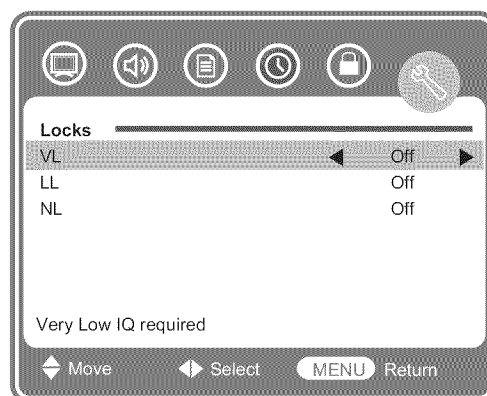 Locks
VL Off
LL Off
NL Off
Very Low IQ required
Move Select MENU Return